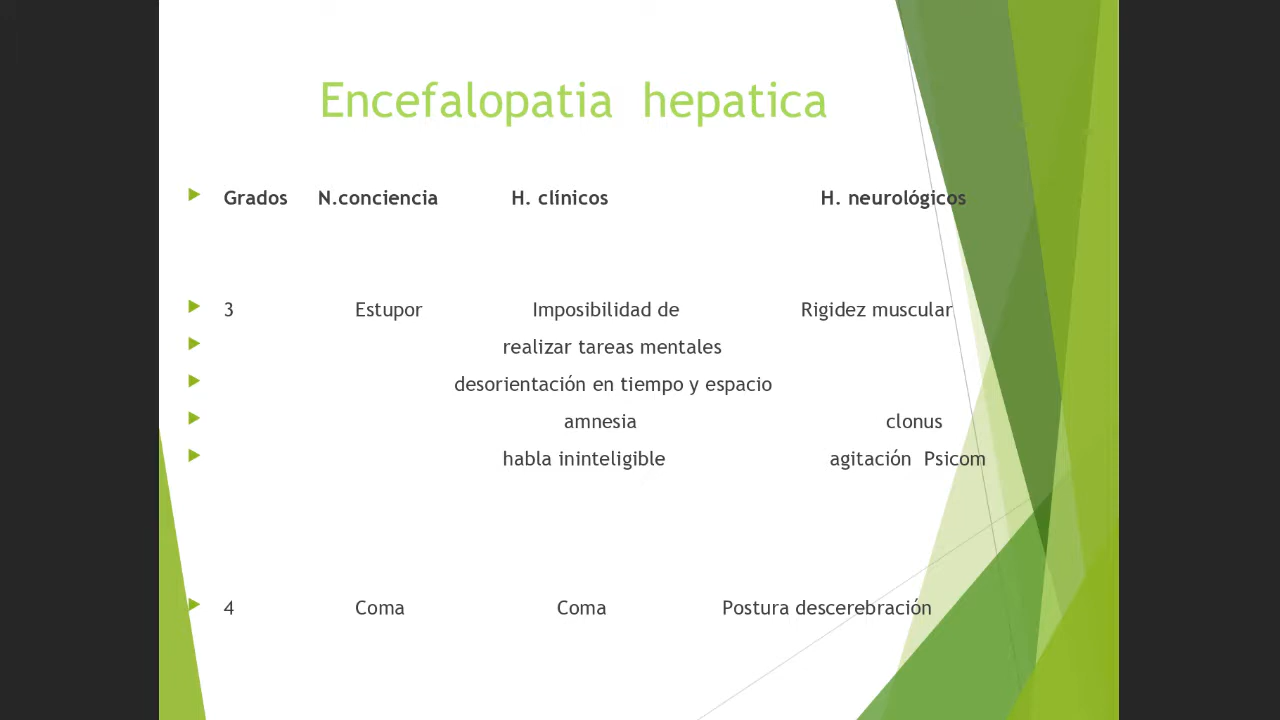 Encefalopatia hepatica
Grados N.conciencia H. clínicos H. neurológicos
3 Estupor Imposibilidad de Rigidez muscular
realizar tareas mentales
desorientación en tiempo y espacio
amnesia clonus
habla ininteligible agitación Psicom
4 Coma Coma Postura descerebración